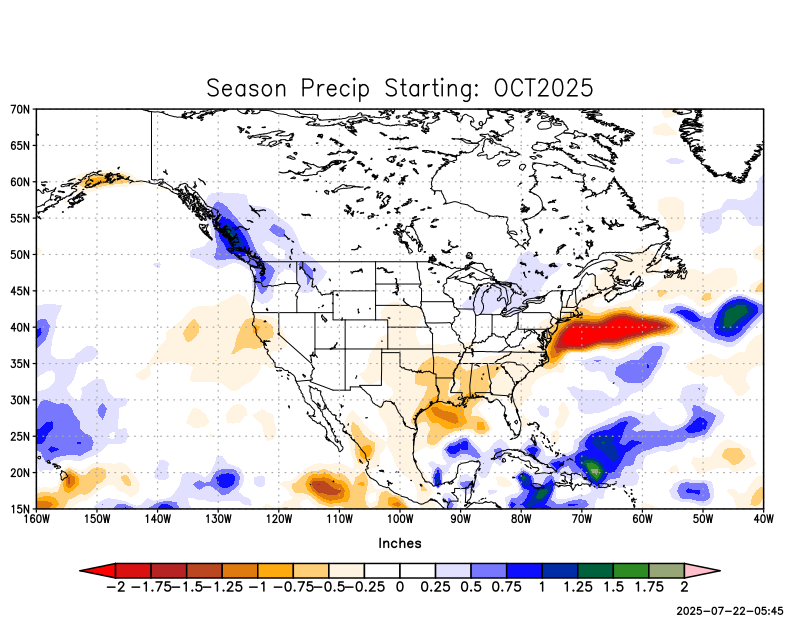 Season Precip Starting: OCT2025
70N
65N
60N
55N
50N
45N
40N
35N
30N
25N
20N
15N
160W 150W 140W 130W 120W 110W 100W 90W 80W 70W 60W 50W 40W
Inches
-2 -1.75 -1.5 -1.25 -1 -0.75 -0.5 -0.25 0 0.25 0.5 0.75 1 1.25 1.5 1.75 2
2025-07-22-05:45